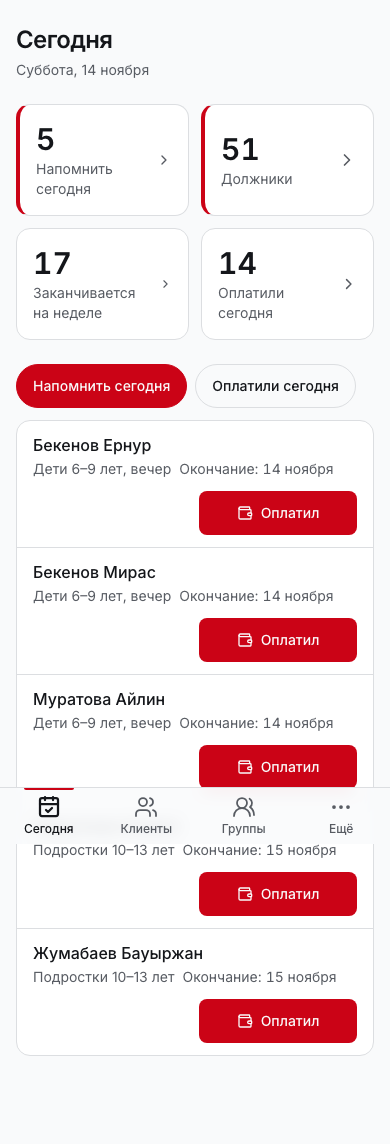 Сегодня
Суббота, 14 ноября
5
Напомнить
сегодня
51
Должники
17
Заканчивается
на неделе
14
Оплатили
сегодня
Напомнить сегодня
Оплатили сегодня
Бекенов Ернур
Дети 6–9 лет, вечер Окончание: 14 ноября
Оплатил
Бекенов Мирас
Дети 6–9 лет, вечер Окончание: 14 ноября
Оплатил
Муратова Айлин
Дети 6–9 лет, вечер Окончание: 14 ноября
Оплатил
Сегодня
Клиенты
Группы
Ещё
Подростки 10–13 лет Окончание: 15 ноября
Оплатил
Жумабаев Бауыржан
Подростки 10–13 лет Окончание: 15 ноября
Оплатил